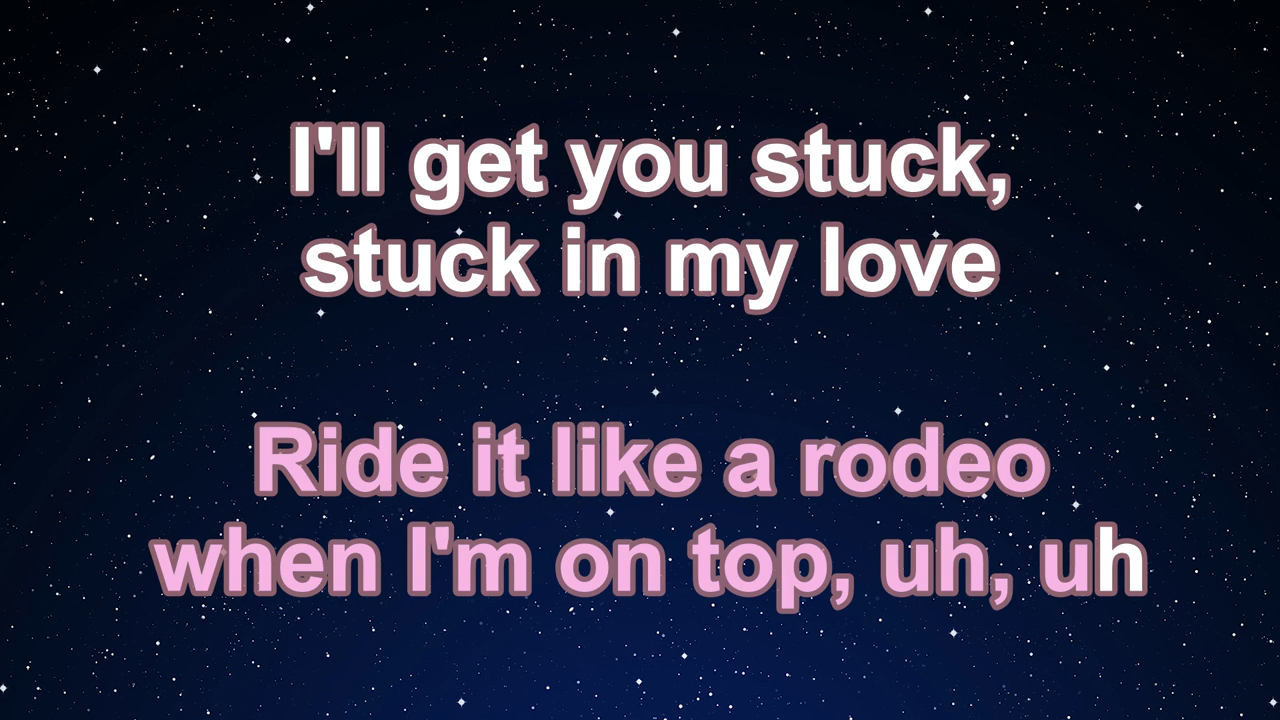 I'll get you stuck,
stuck in my love
Ride it like a rodeo
when I'm on top, uh, uh